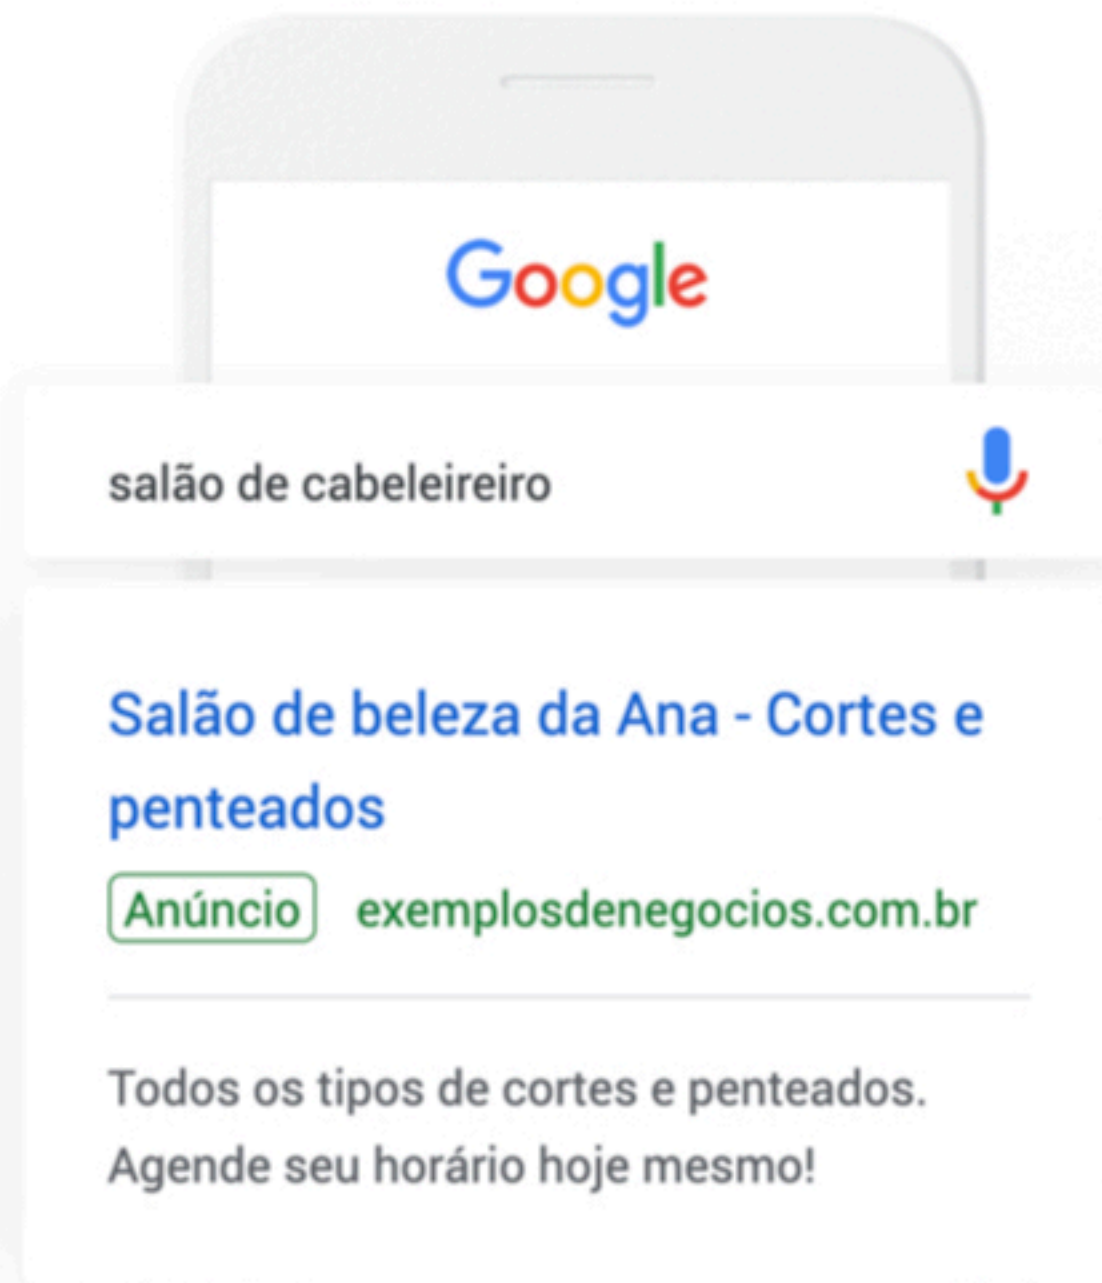 Google
salão de cabeleireiro
Salão de beleza da Ana - Cortes e
penteados
Anúncio exemplosdenegocios.com.br
Todos os tipos de cortes e penteados.
Agende seu horário hoje mesmo!